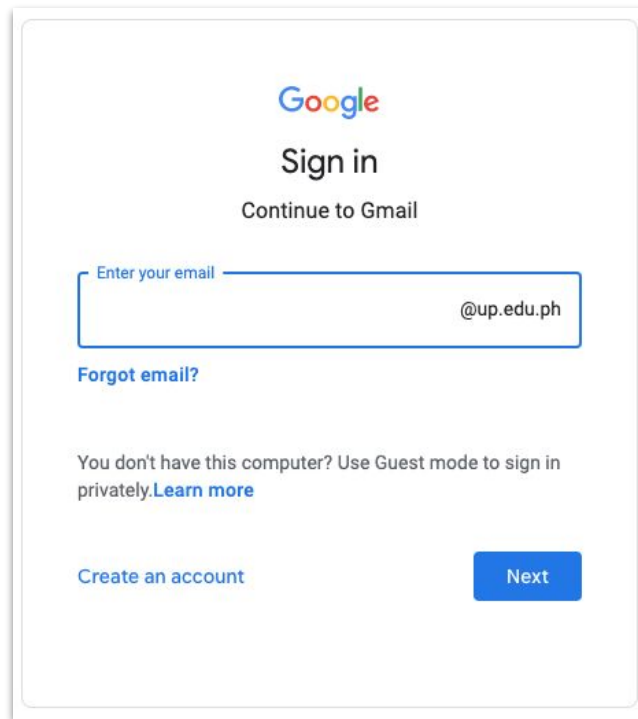 Google
Sign in
Continue to Gmail
Enter your email
@up.edu.ph
Forgot email?
You don't have this computer? Use Guest mode to sign in
privately.Learn more
Create an account
Next